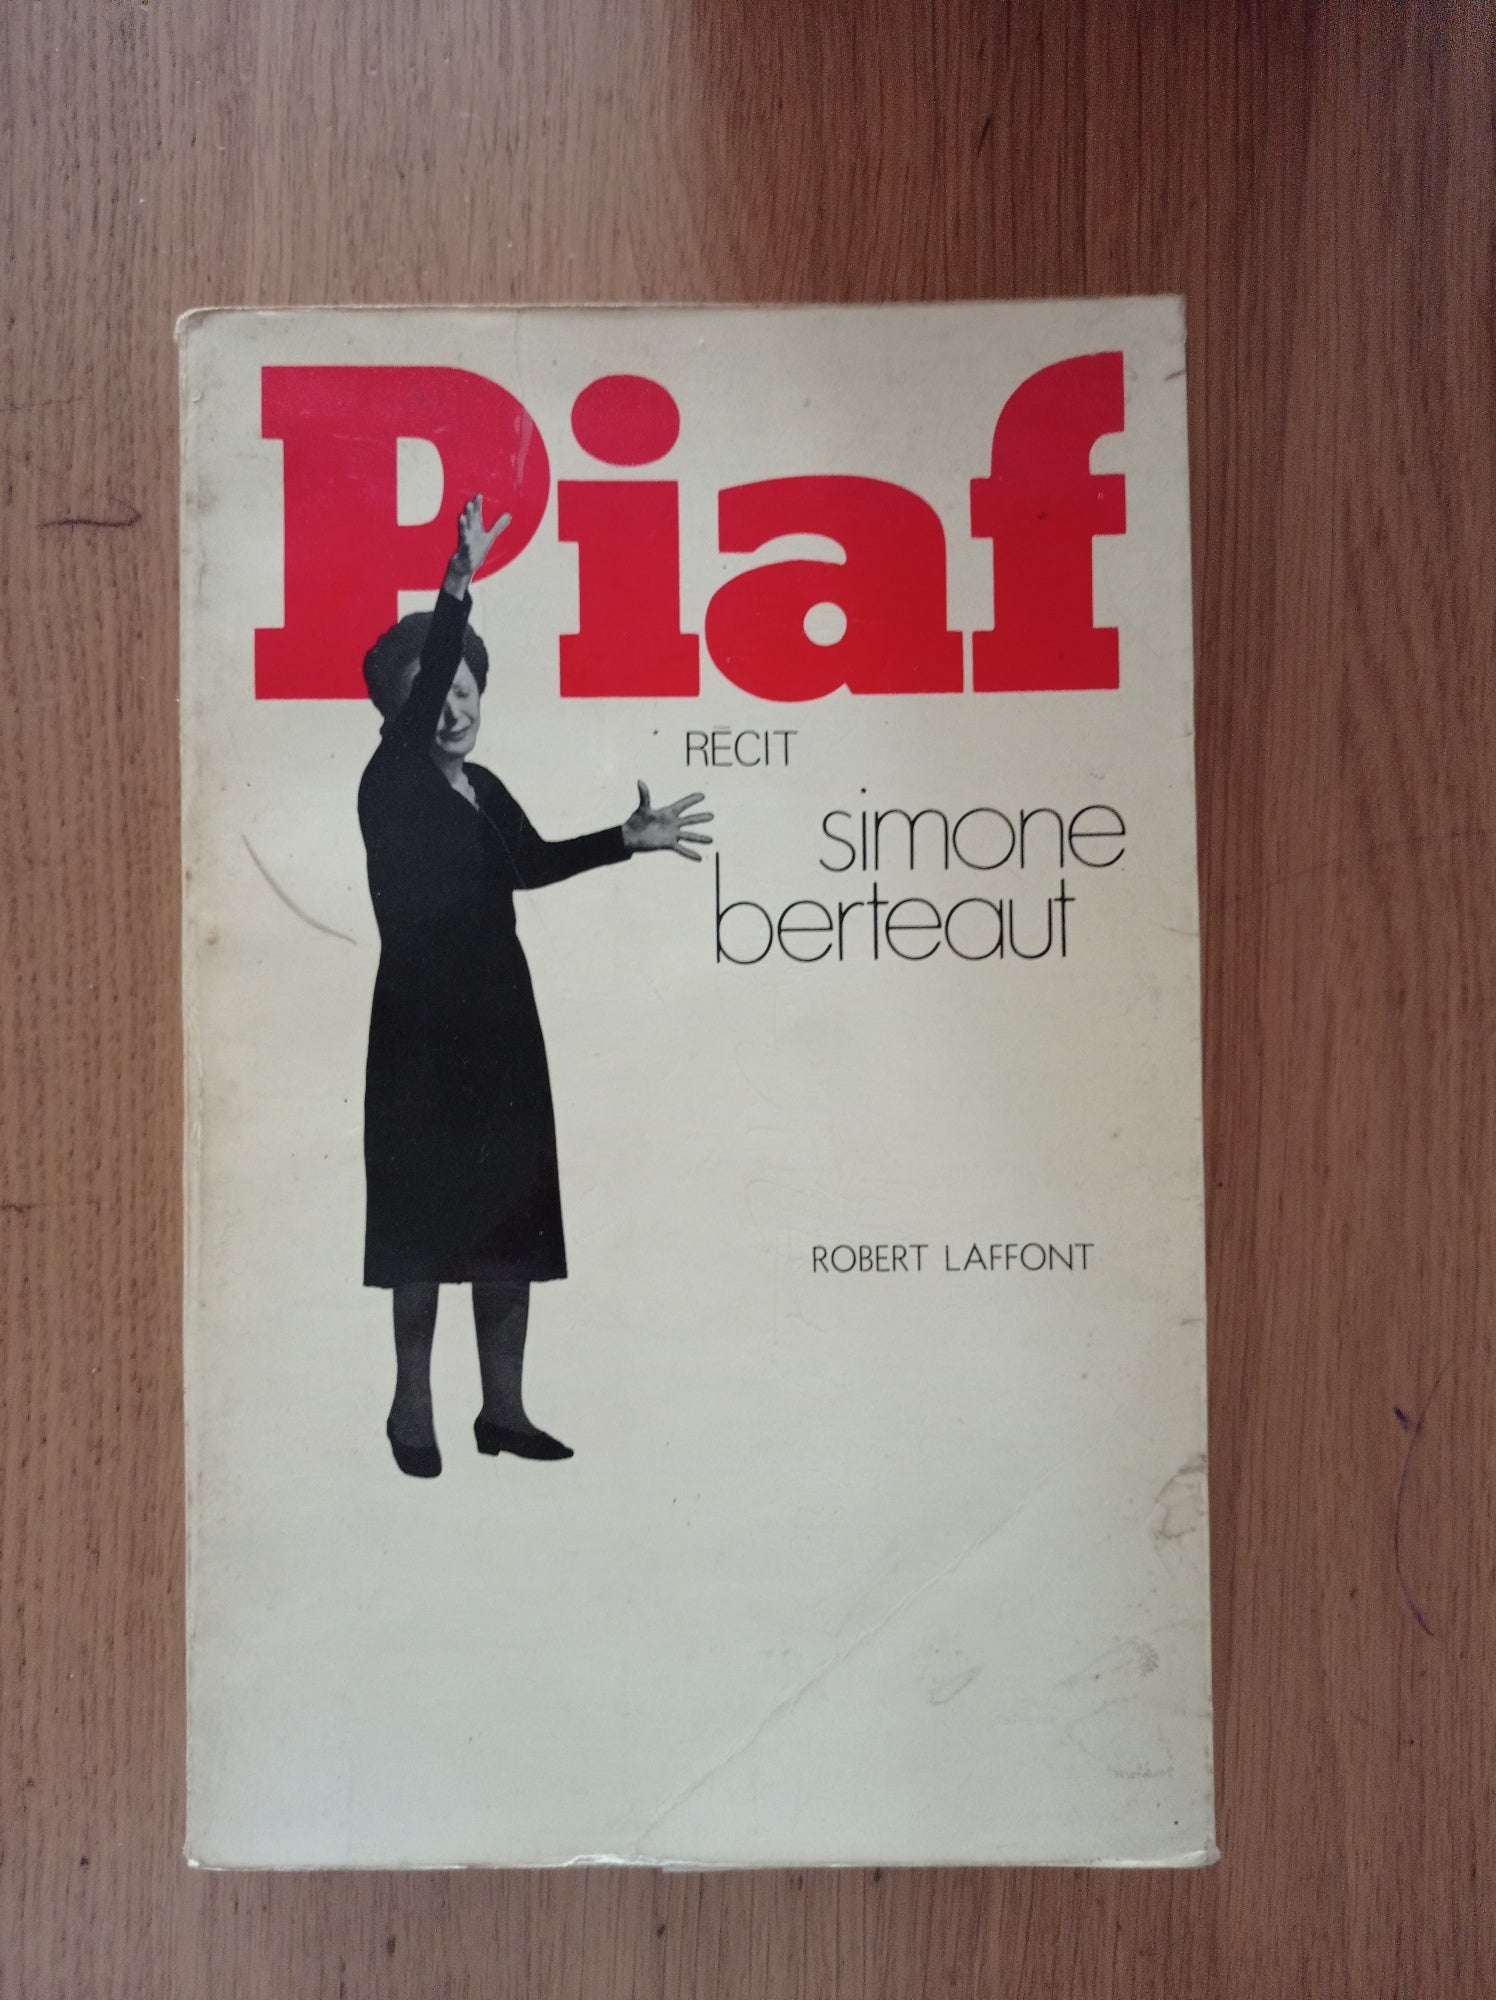 Piaf
RÉCIT
simone
berteaut
ROBERT LAFFONT